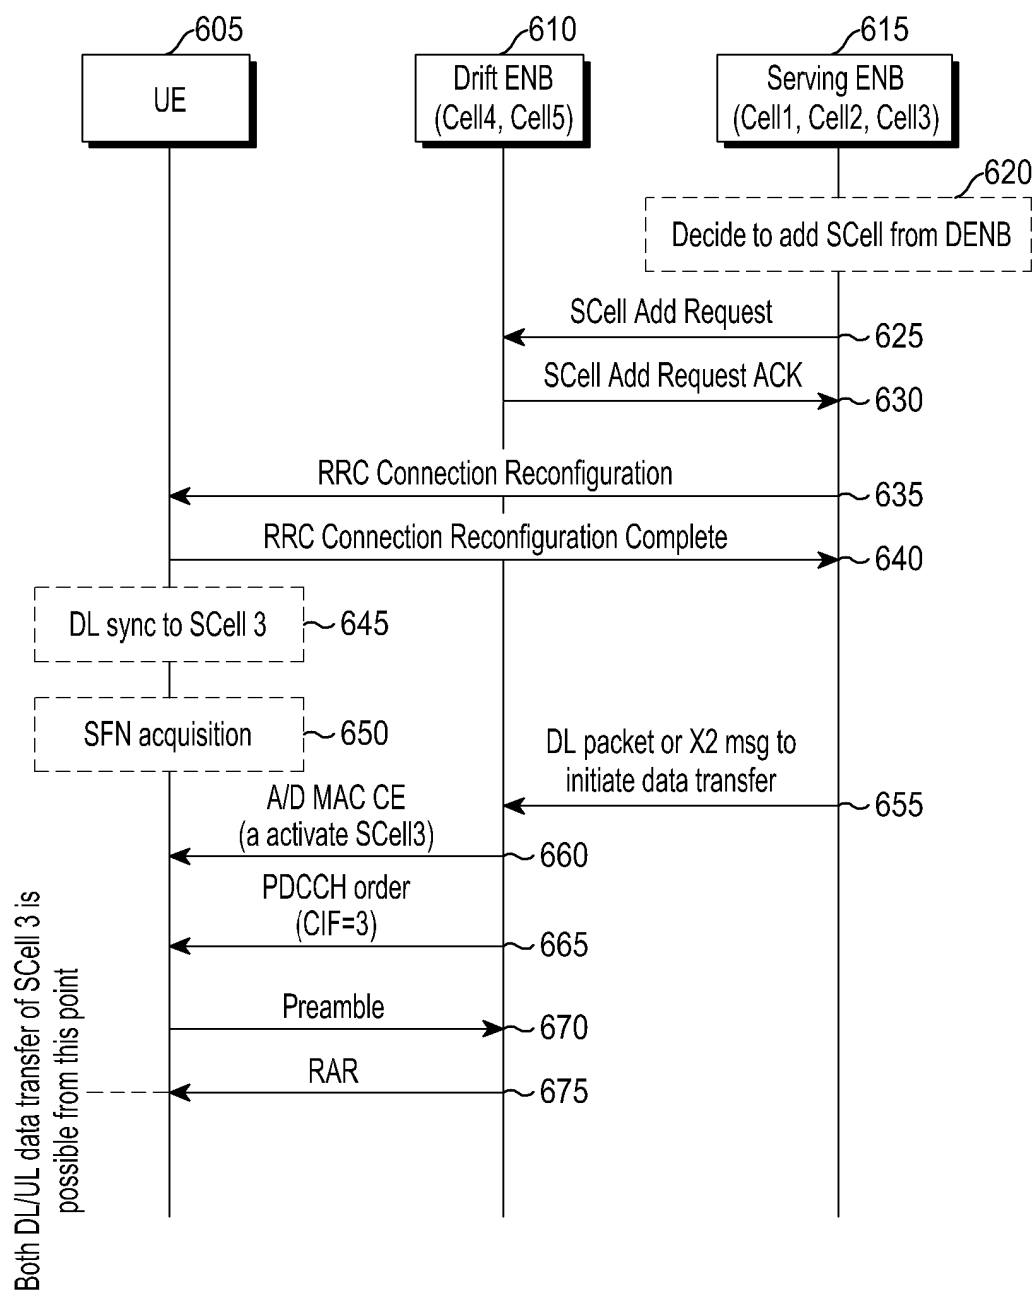 605
610
615
UE
Drift ENB
(Cell4, Cell5)
Serving ENB
(Cell1, Cell2, Cell3)
620
Decide to add SCell from DENB
SCell Add Request
625
SCell Add Request ACK
630
RRC Connection Reconfiguration
635
RRC Connection Reconfiguration Complete
640
DL sync to SCell 3
645
SFN acquisition
650
DL packet or X2 msg to
initiate data transfer
655
A/D MAC CE
(a activate SCell3)
660
PDCCH order
(CIF=3)
665
Preamble
670
RAR
675
Both DL/UL data transfer of SCell 3 is
possible from this point